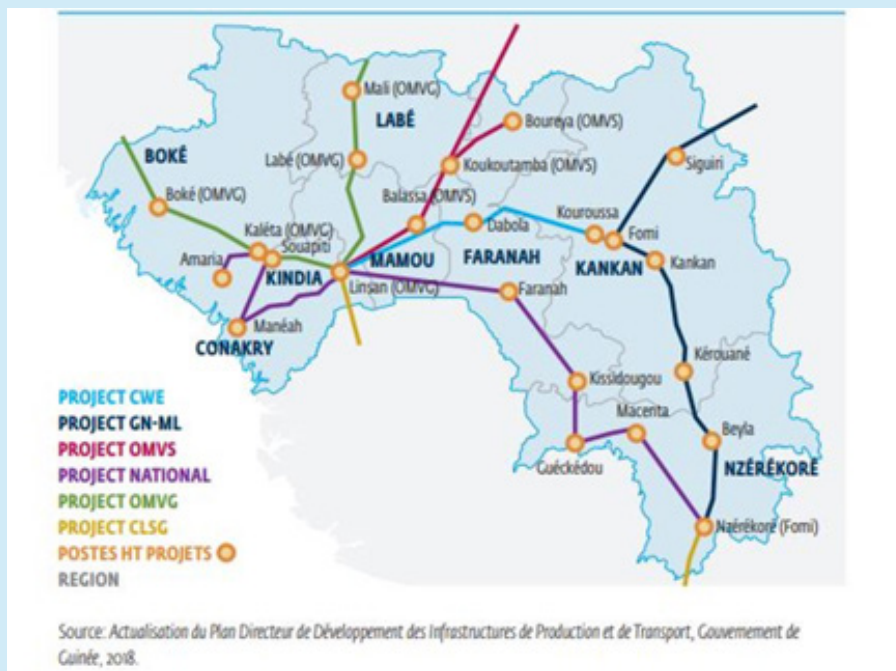 Mali (OMVG)
LABÉ
Boureya (OMVS)
BOKÉ
Labé (OMVG)
Koukoutamba (OMVS)
Siguiri
Boké (OMVG)
Balassa (OMVS)
Kaléta (OMVG)
Dabola
Kouroussa
Fomi
Souapiti
Amaria
KINDIA
MAMOU
FARANAH
KANKAN
Kankan
Linsan (OMVG)
Faranah
Manéah
CONAKRY
Kissidougou
Kérouané
PROJECT CWE
PROJECT GN-ML
Macenta
Beyla
PROJECT OMVS
Guéckédou
NZÉRÉKORÉ
PROJECT NATIONAL
PROJECT OMVG
PROJECT CLSG
Nzérékoré (Fomi)
POSTES HT PROJETS
REGION
Source: Actualisation du Plan Directeur de Développement des Infrastructures de Production et de Transport, Gouvernement de
Guinée, 2018.